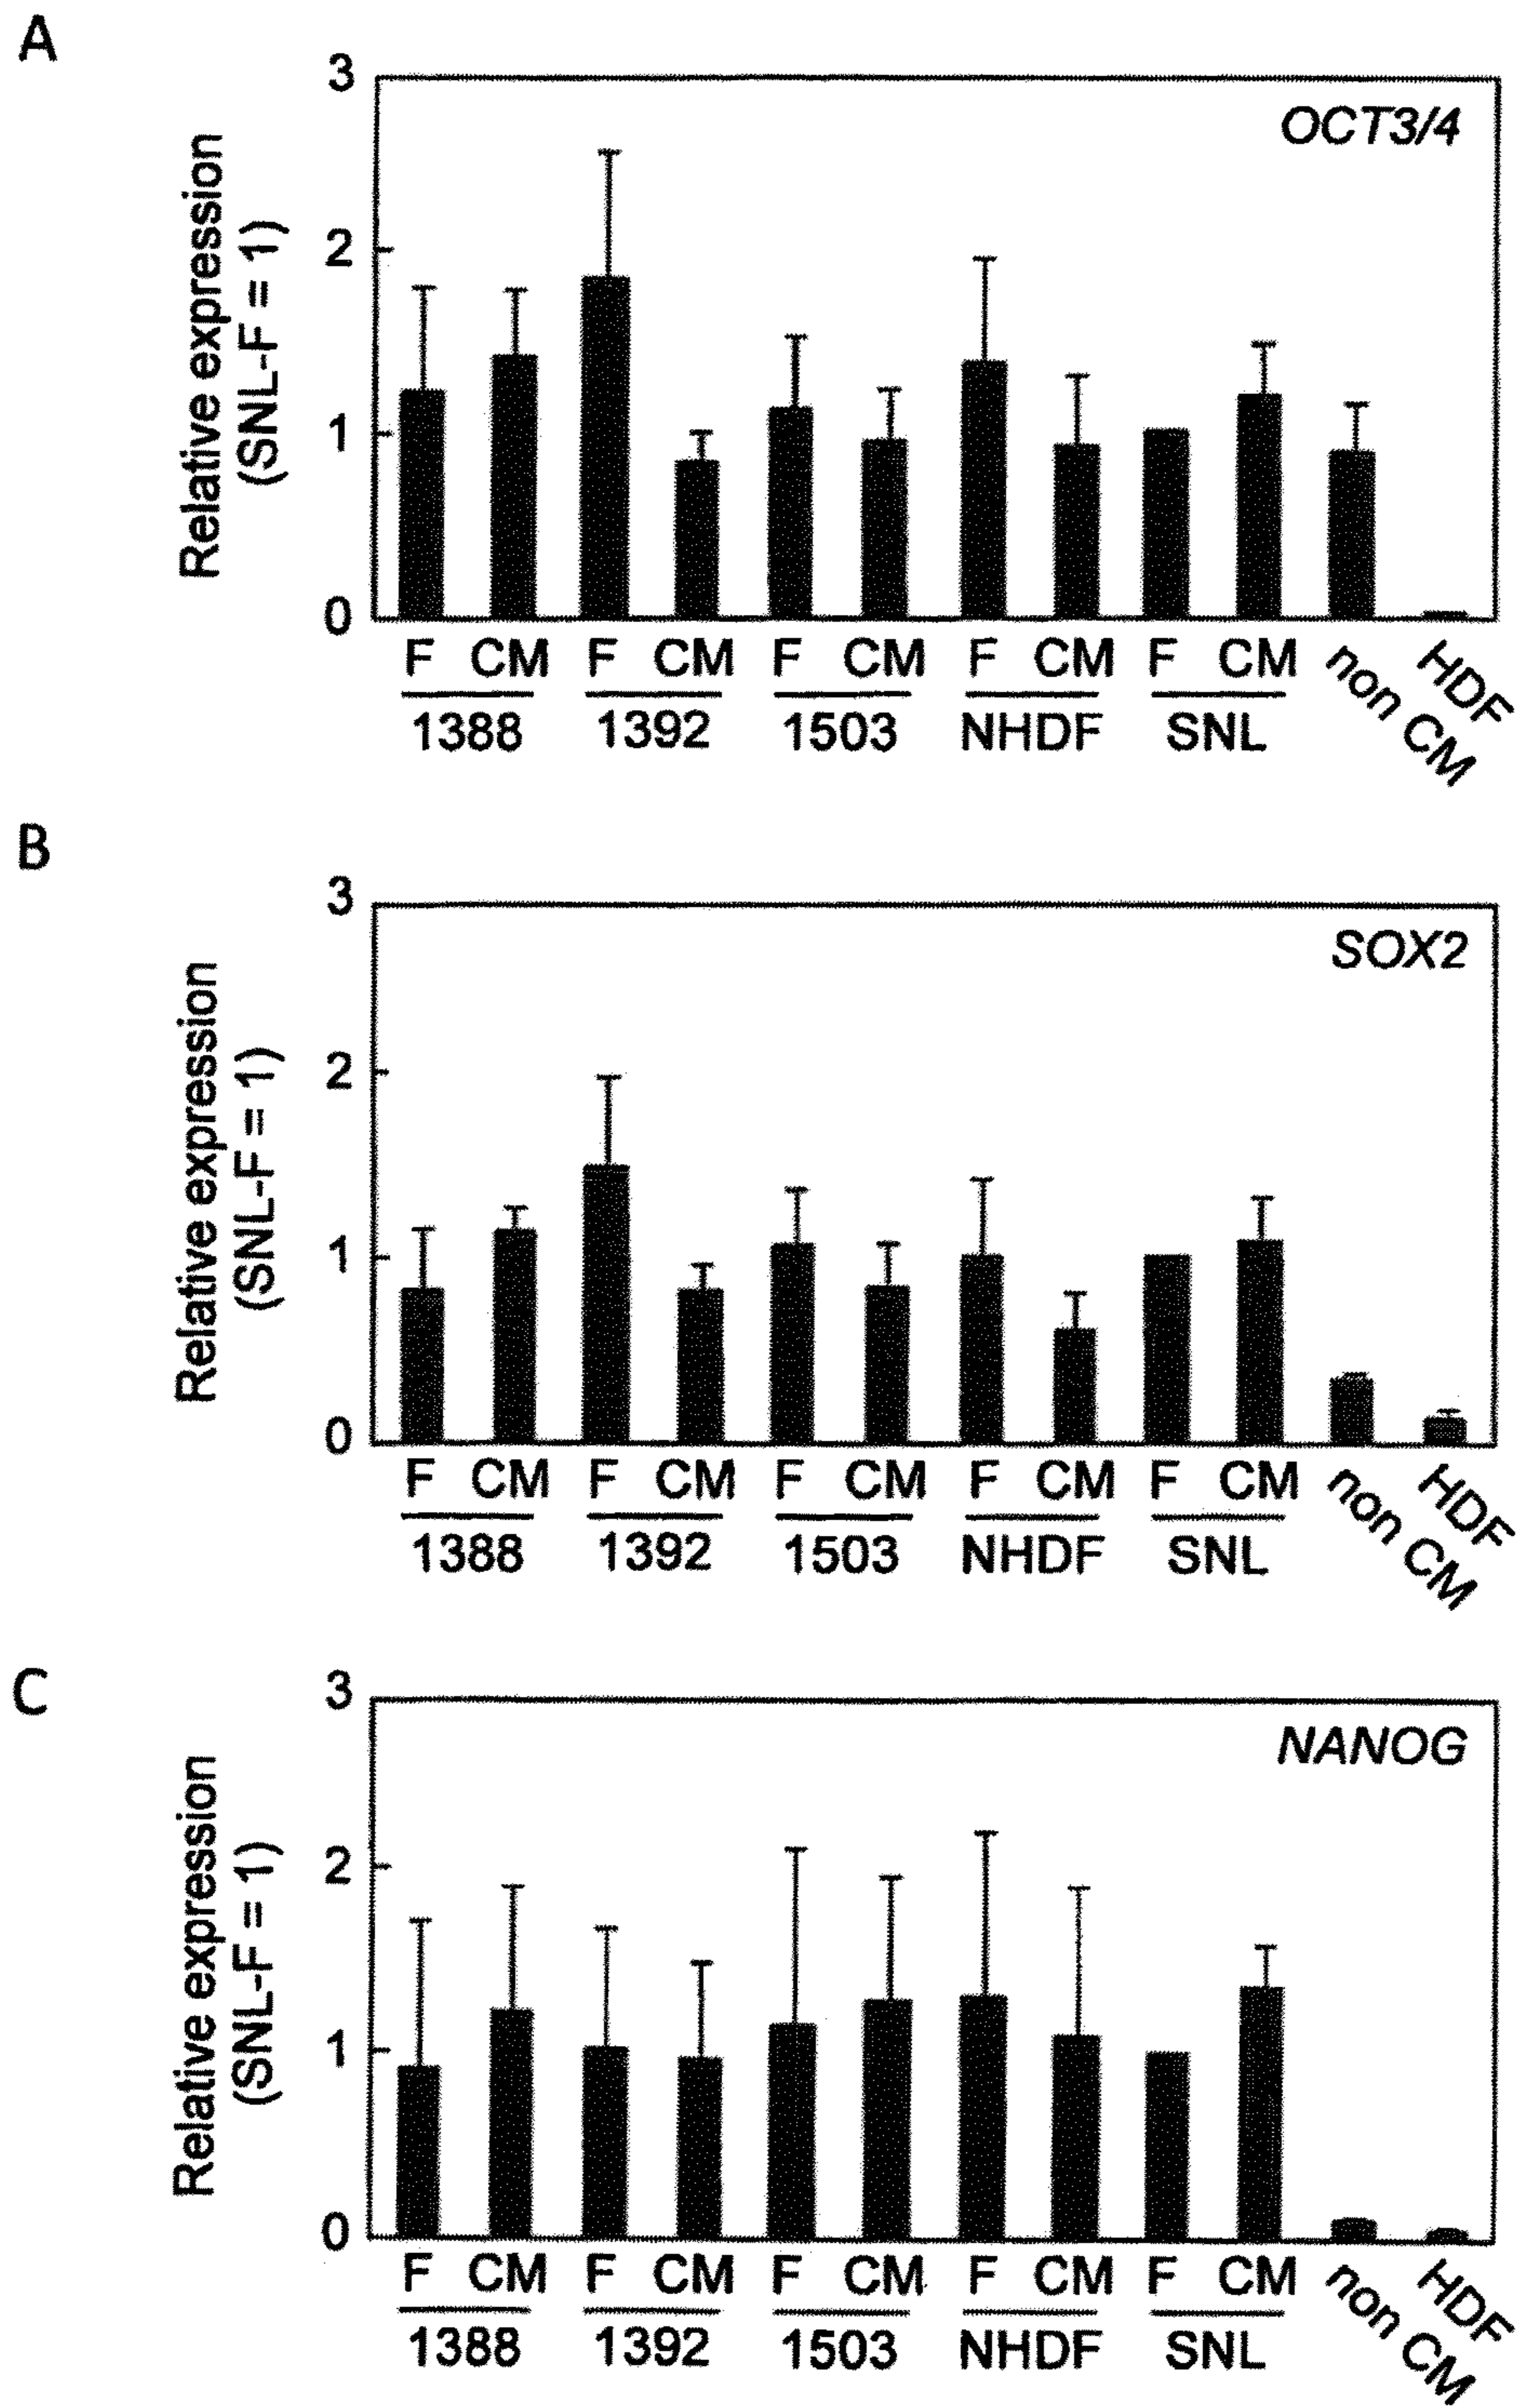 A
3
OCT3/4
Relative expression
(SNL-F = 1)
2
1
0
F CM F CM F CM F CM F CM non CM HDF
1388 1392 1503 NHDF SNL
B
3
SOX2
Relative expression
(SNL-F = 1)
2
1
0
F CM F CM F CM F CM F CM non CM HDF
1388 1392 1503 NHDF SNL
C
3
NANOG
Relative expression
(SNL-F = 1)
2
1
0
F CM F CM F CM F CM F CM non CM HDF
1388 1392 1503 NHDF SNL